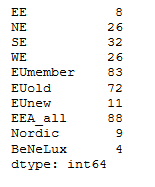 EE 8
NE 26
SE 32
WE 26
EUmember 83
EUold 72
EUnew 11
EEA_all 88
Nordic 9
BeNeLux 4
dtype: int64